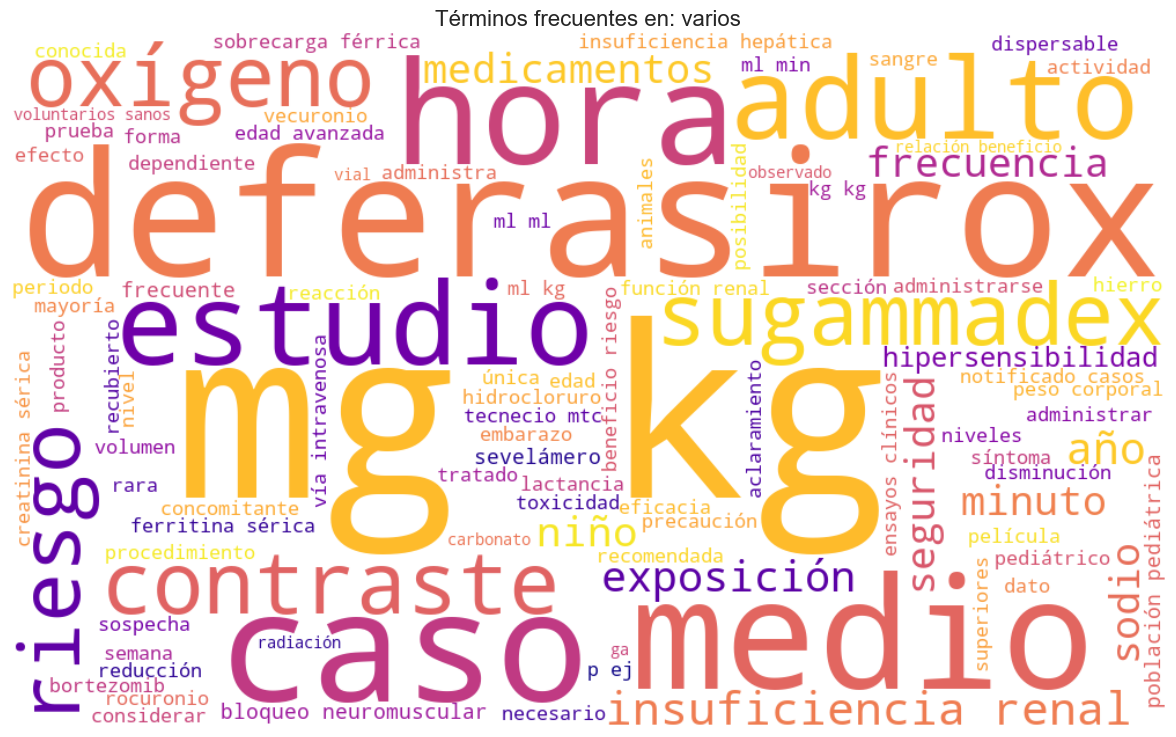 Términos frecuentes en: varios
conocida
sobrecarga férrica
insuficiencia hepática
dispersable
oxígeno
hora
medicamentos
ml min
adulto
sangre
actividad
voluntarios sanos
vecuronio
prueba
forma
edad avanzada
relación beneficio
efecto
dependiente
vial
administra
animales
posibilidad
observado
frecuencia
kg kg
deferasirox
ml ml
periodo
frecuente
reacción
ml kg
función renal
sección
administrarse
hierro
mayoría
estudio
sugammadex
producto
recubierto
nivel
vía intravenosa
beneficio riesgo
hipersensibilidad
creatinina sérica
mg kg
única
edad
hidrocloruro
tecnecio mtc
embarazo
sevelámero
tratado
lactancia
toxicidad
aclaramiento
ensayos clínicos
seguridad
notificado casos
peso corporal
administrar
niveles
año
síntoma
disminución
volumen
rara
riesgo
concomitante
ferritina sérica
eficacia
precaución
minuto
procedimiento
carbonato
niño
recomendada
película
pediátrico
población pediátrica
contraste
exposición
superiores
dato
sodio
sospecha
caso
radiación
medio
semana
reducción
ga
p ej
bortezomib
rocuronio
considerar
bloqueo neuromuscular
necesario
insuficiencia renal